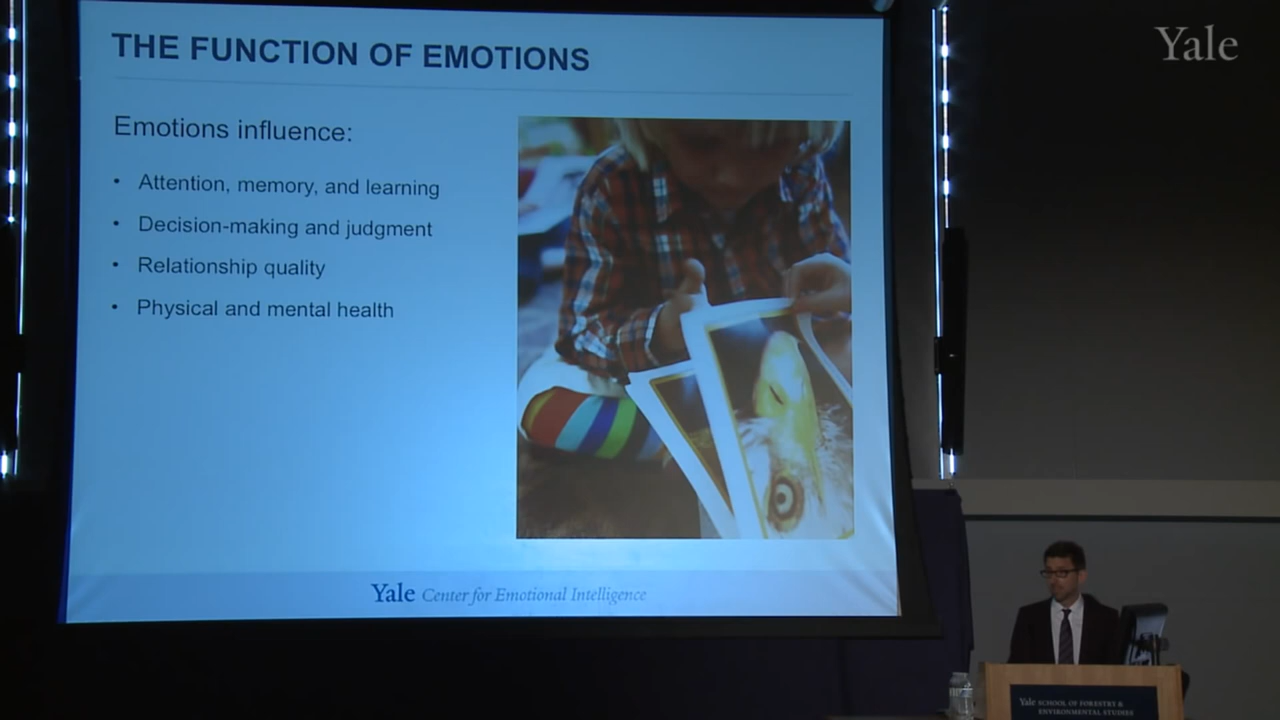 THE FUNCTION OF EMOTIONS
Yale
Emotions influence:
• Attention, memory, and learning
• Decision-making and judgment
• Relationship quality
• Physical and mental health
Yale Center for Emotional Intelligence
Yale SCHOOL OF FORESTRY &
ENVIRONMENTAL STUDIES